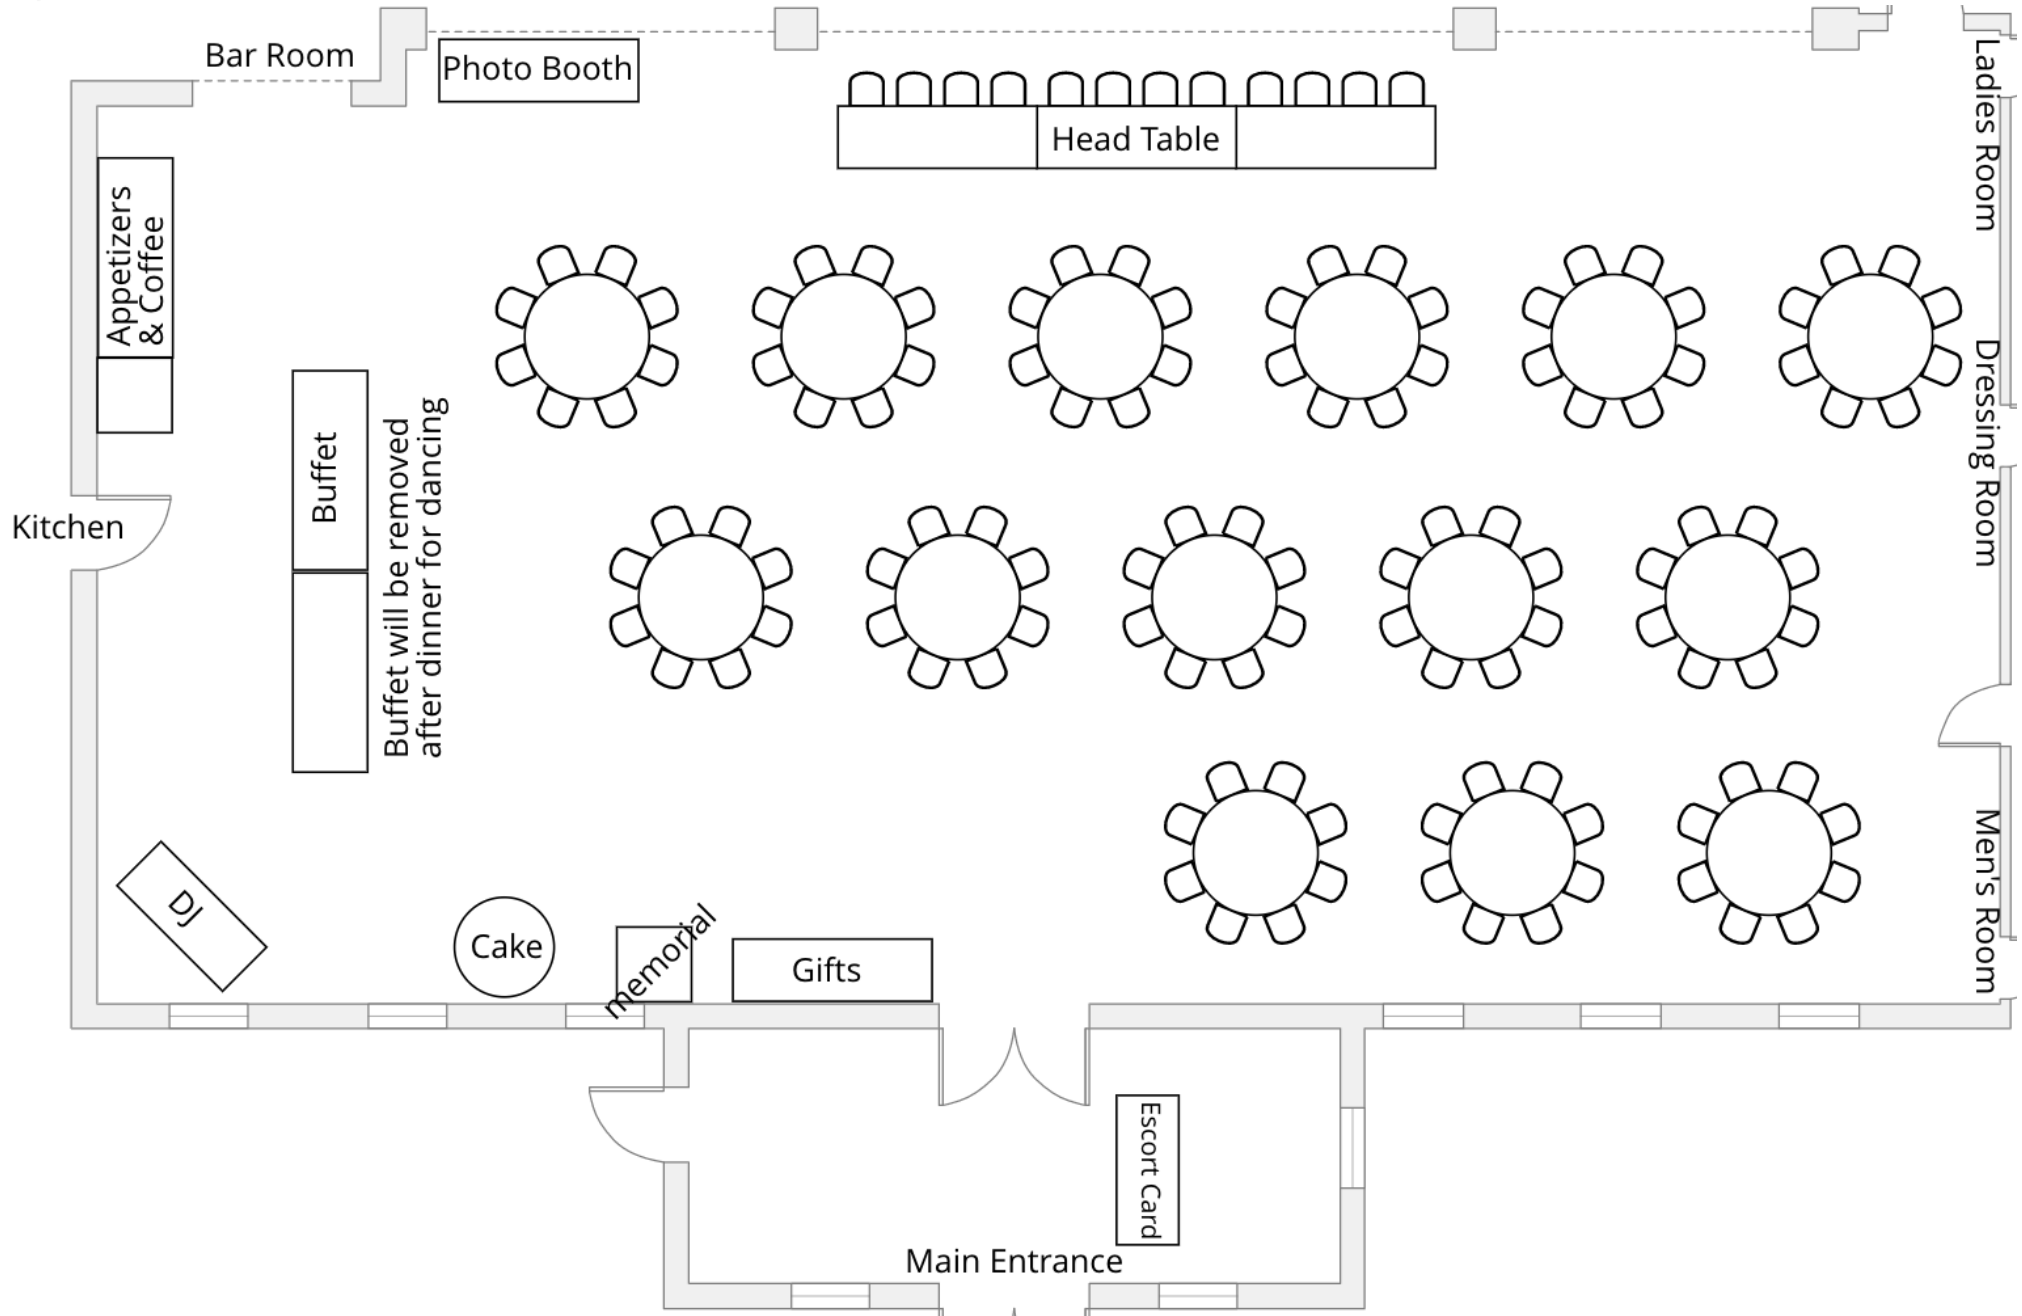 Bar Room
Photo Booth
Head Table
Ladies Room
Appetizers
& Coffee
Dressing Room
Buffet
Buffet will be removed
after dinner for dancing
Kitchen
Men's Room
DJ
Cake
memorial
Gifts
Escort Card
Main Entrance